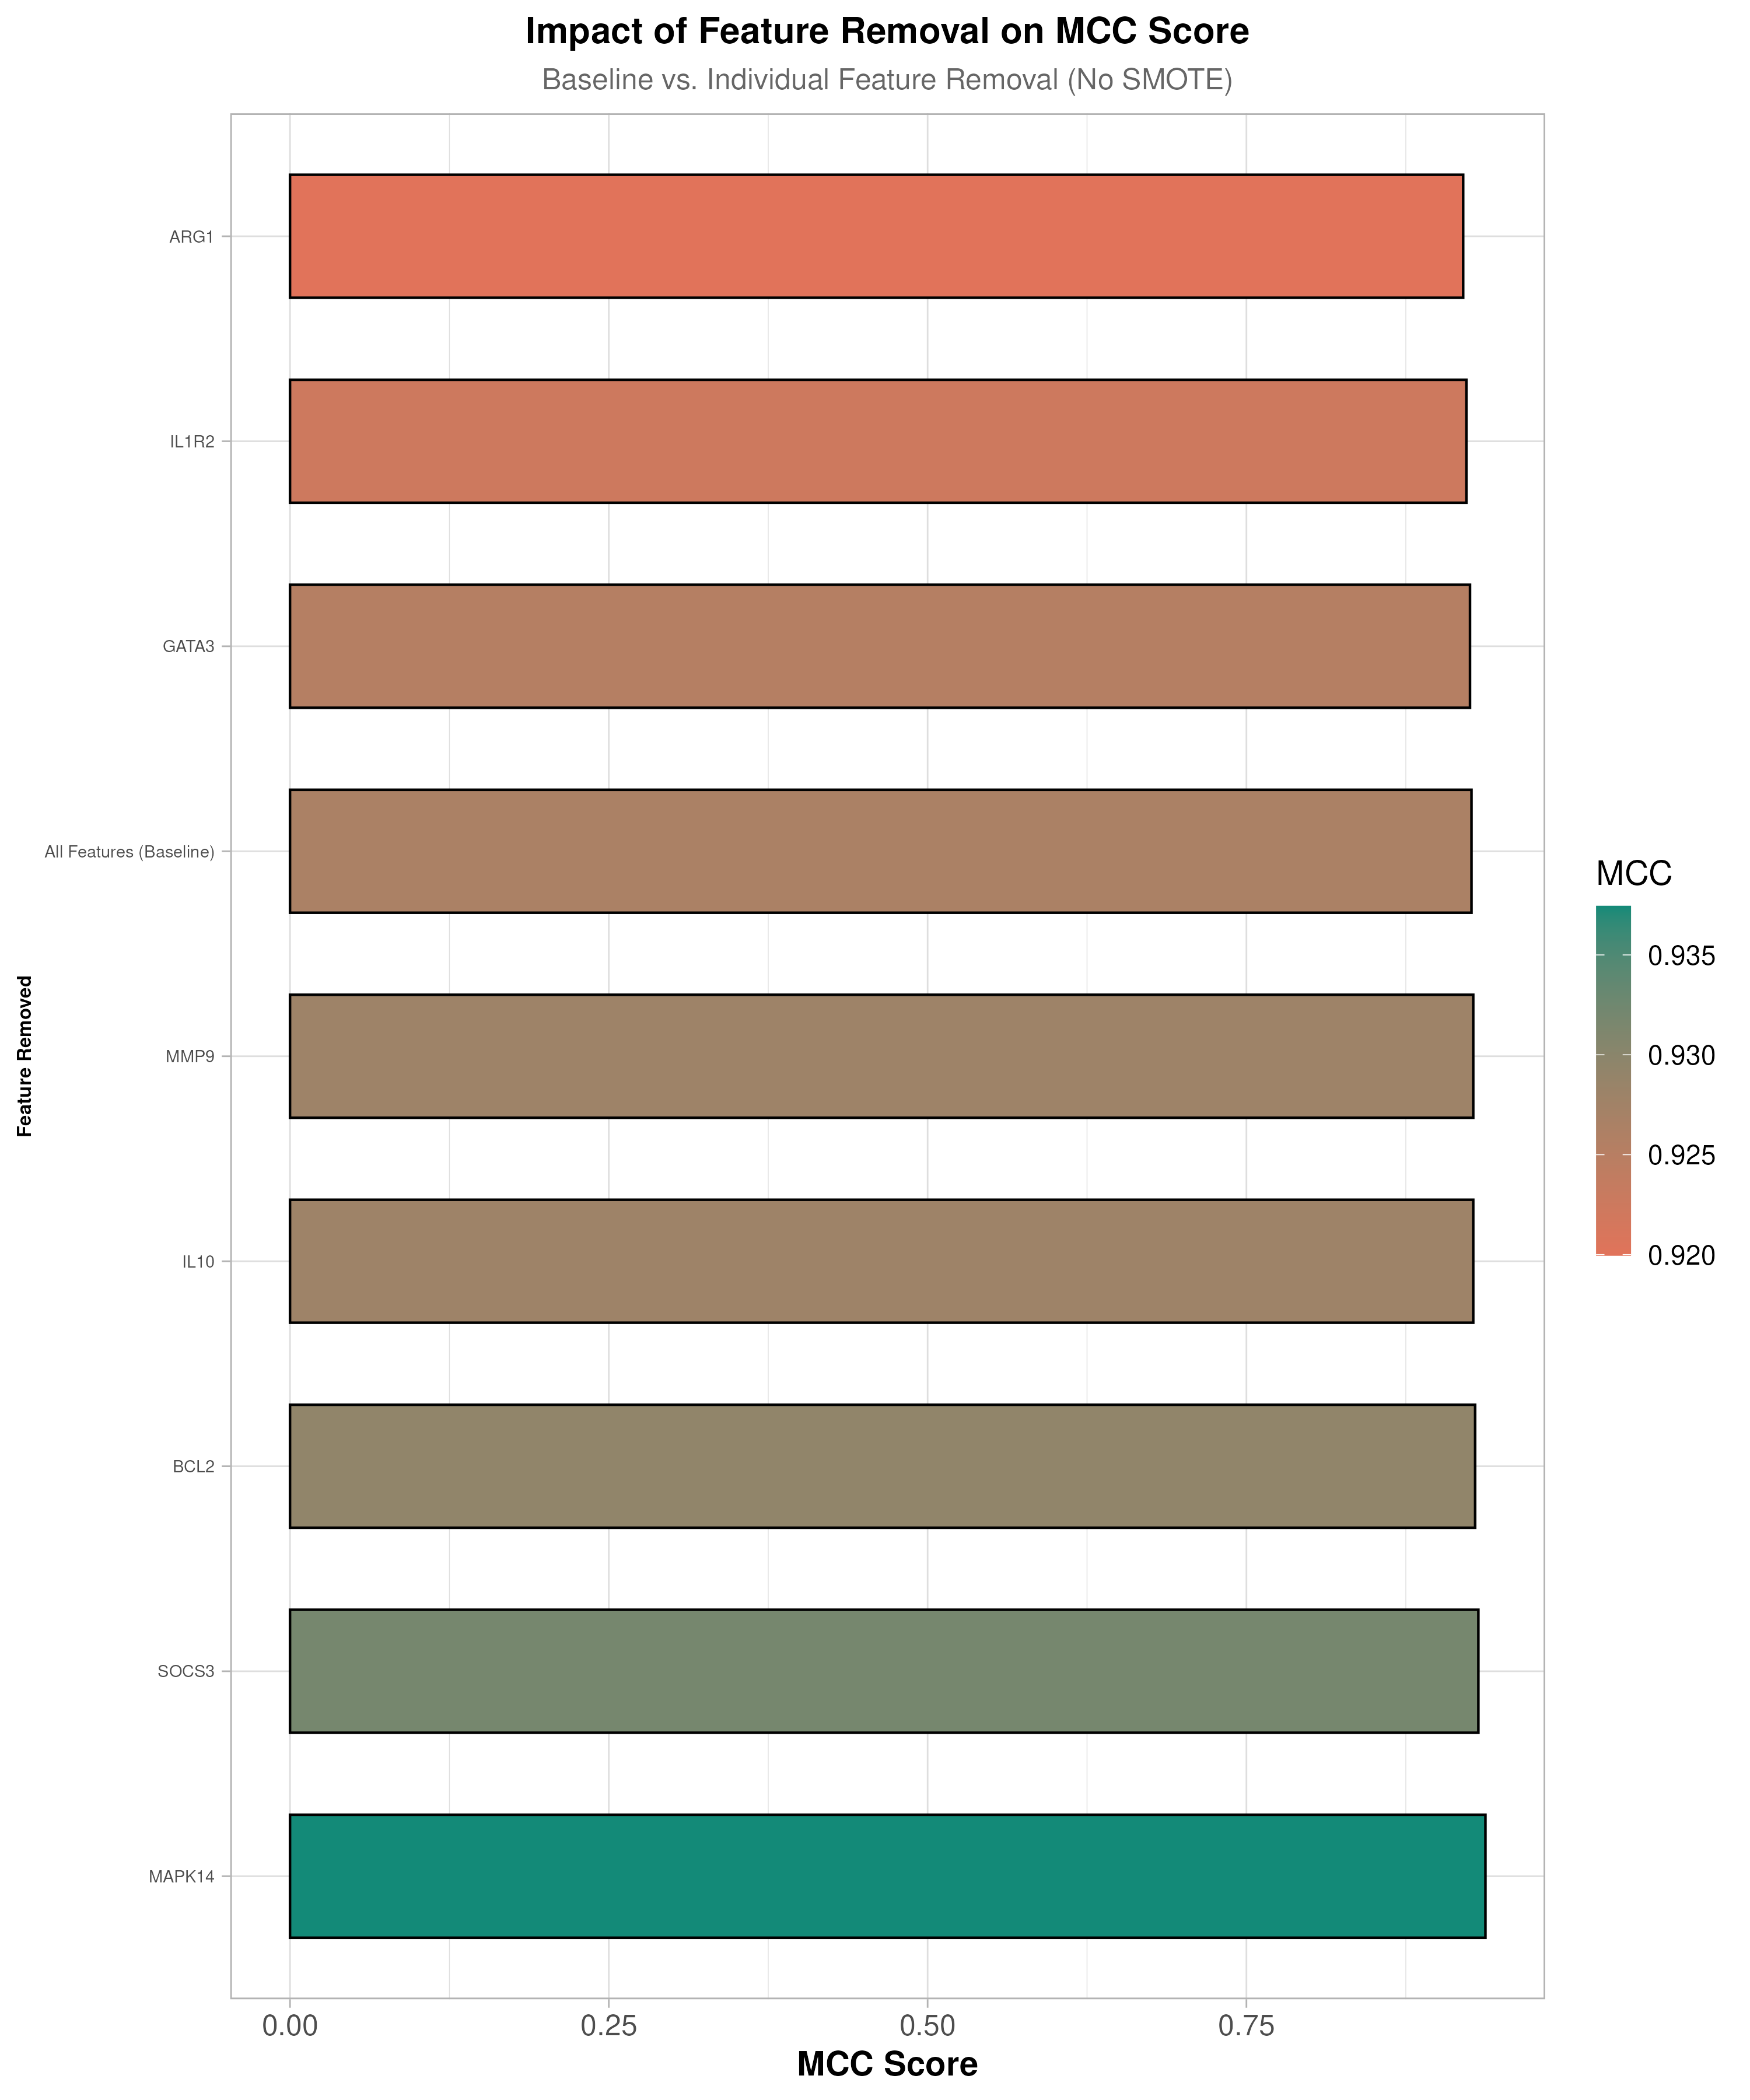 Impact of Feature Removal on MCC Score
Baseline vs. Individual Feature Removal (No SMOTE)
Feature Removed
ARG1
IL1R2
GATA3
All Features (Baseline)
MMP9
IL10
BCL2
SOCS3
MAPK14
0.00
0.25
0.50
0.75
MCC Score
MCC
0.935
0.930
0.925
0.920